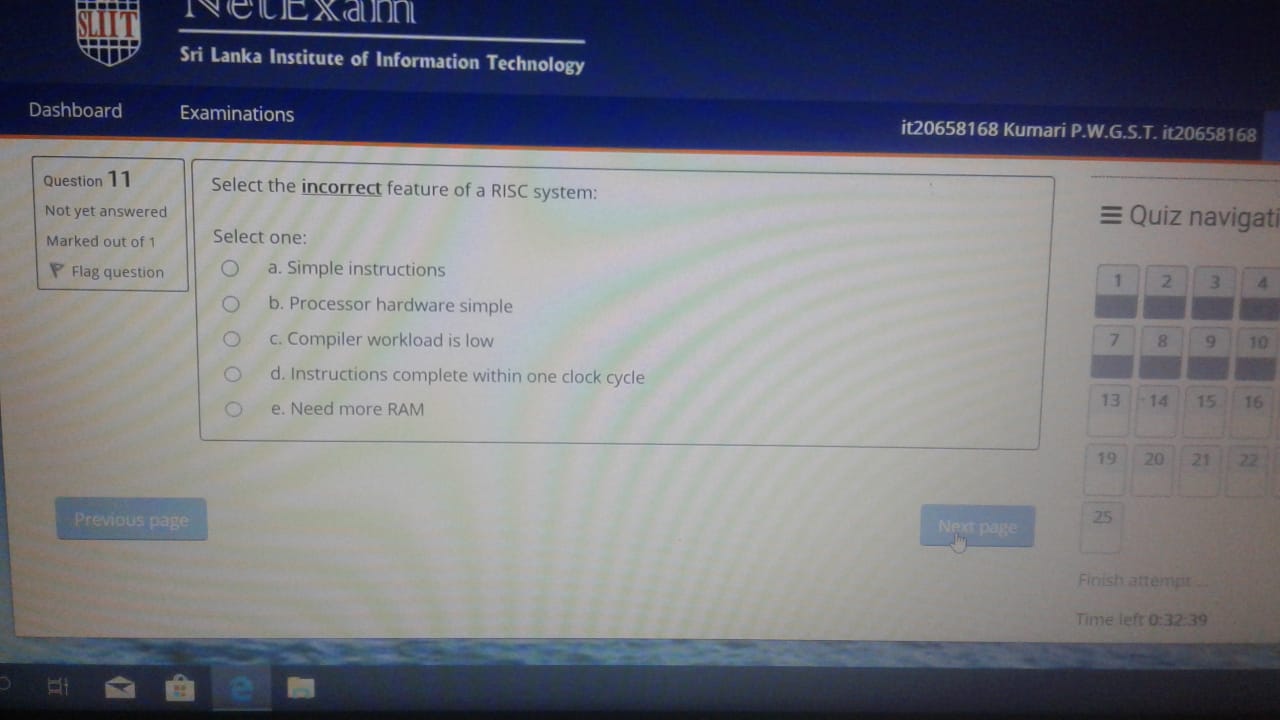 SLIIT
NetExam
Sri Lanka Institute of Information Technology
Dashboard
Examinations
it20658168 Kumari P.W.G.S.T. it20658168
Question 11
Not yet answered
Marked out of 1
Flag question
Select the incorrect feature of a RISC system:
Select one:
a. Simple instructions
b. Processor hardware simple
c. Compiler workload is low
d. Instructions complete within one clock cycle
e. Need more RAM
Previous page
Next page
Quiz navigati
1 2 3 4
7 8 9 10
13 14 15 16
19 20 21 22
25
Finish attempt ...
Time left 0:32:39